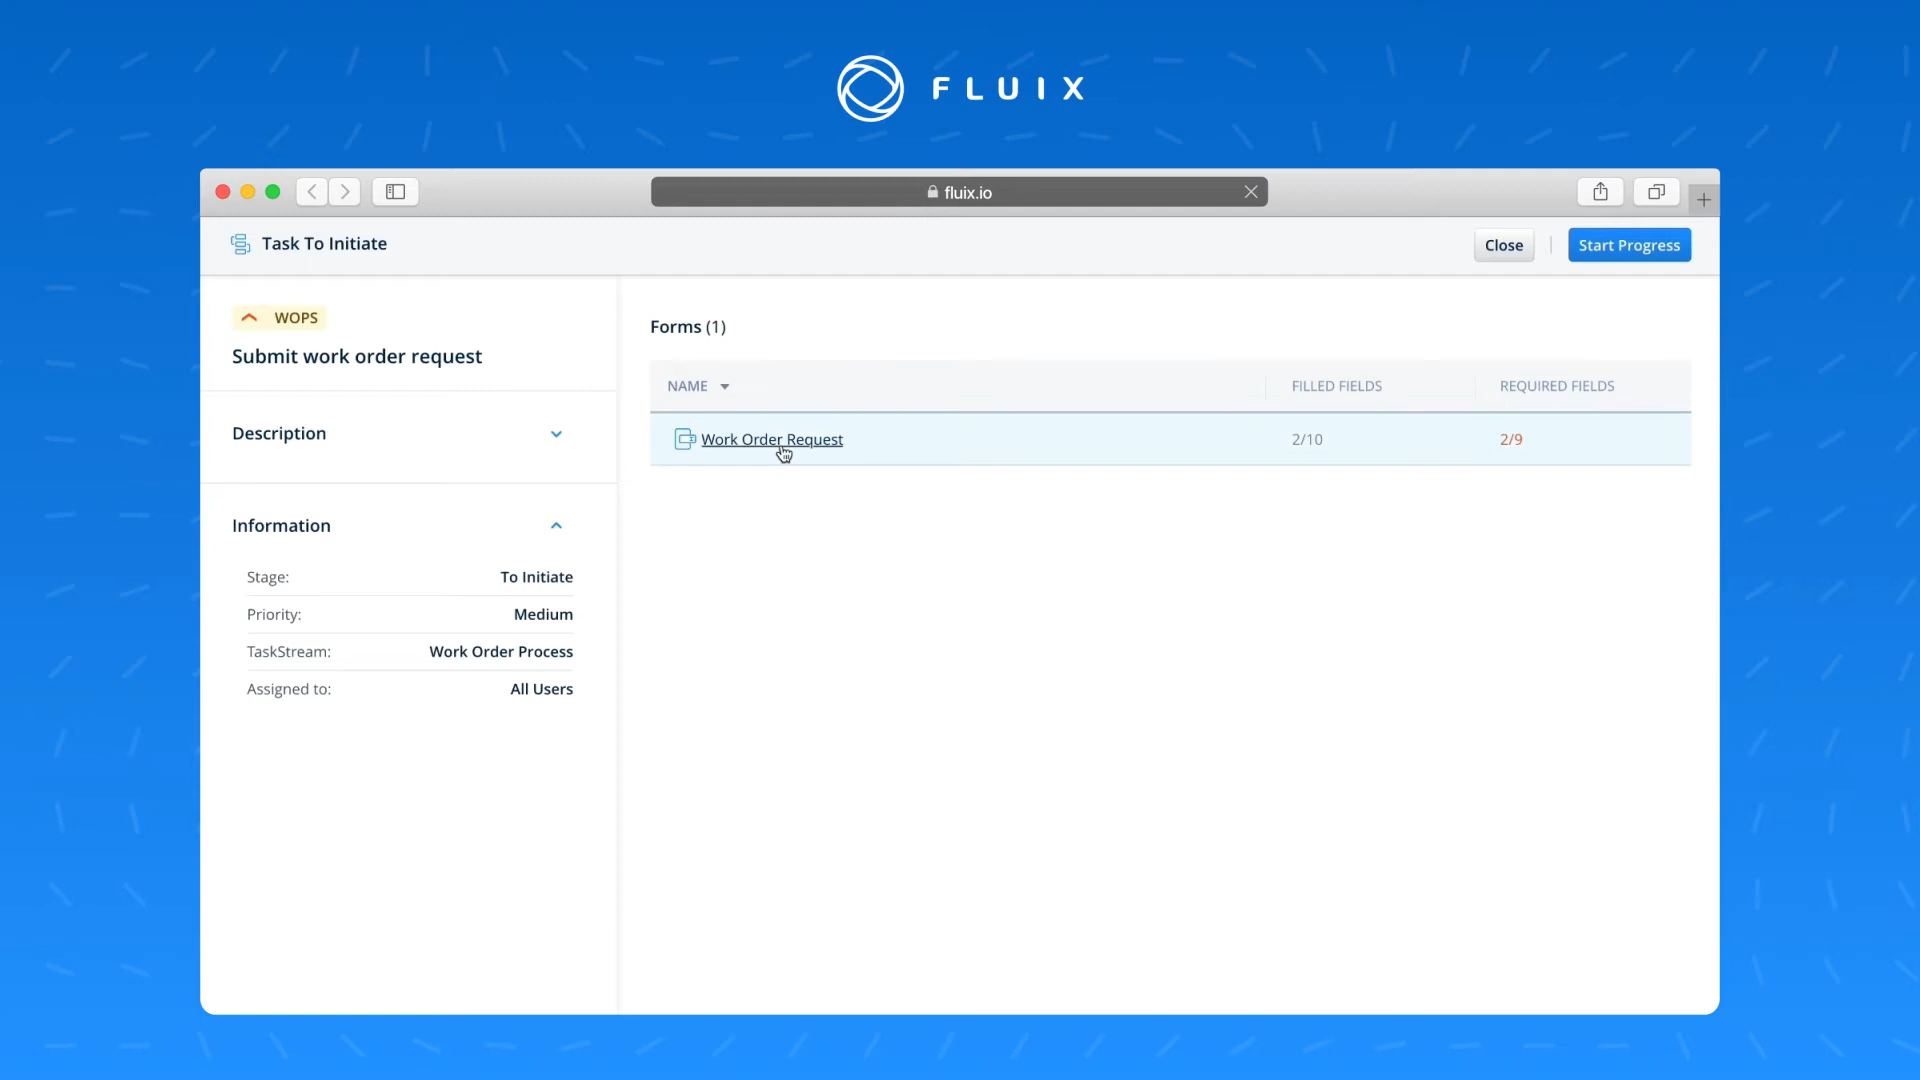 FLUIX
fluix.io
Task To Initiate
Close
Start Progress
WOPS
Submit work order request
Description
Information
Stage: To Initiate
Priority: Medium
TaskStream: Work Order Process
Assigned to: All Users
Forms (1)
NAME FILLED FIELDS REQUIRED FIELDS
Work Order Request 2/10 2/9